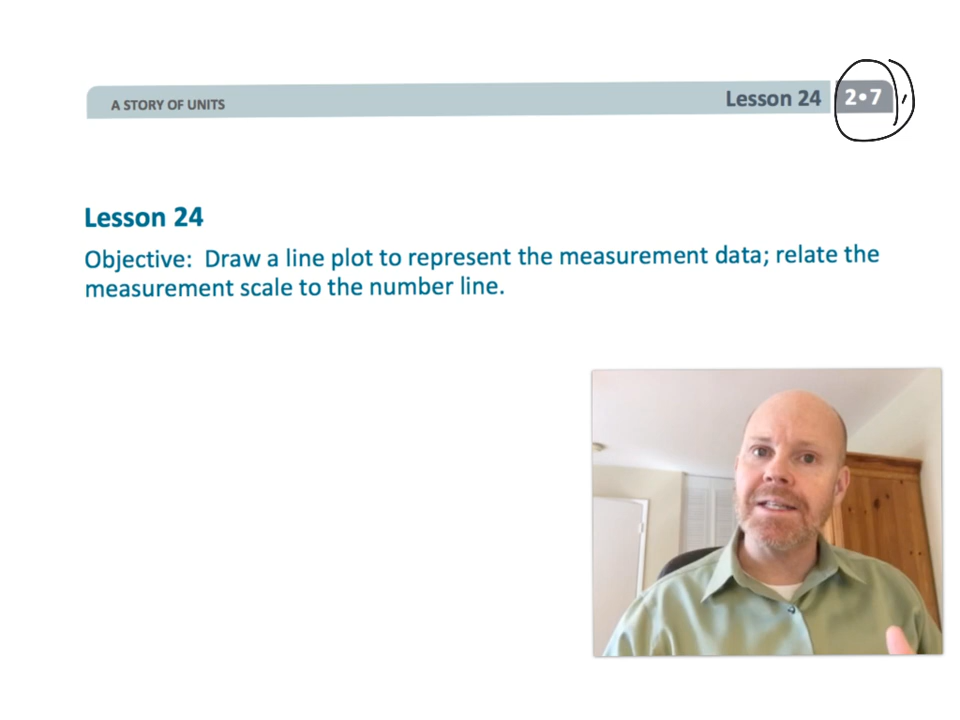 A STORY OF UNITS
Lesson 24 2•7
Lesson 24
Objective: Draw a line plot to represent the measurement data; relate the
measurement scale to the number line.